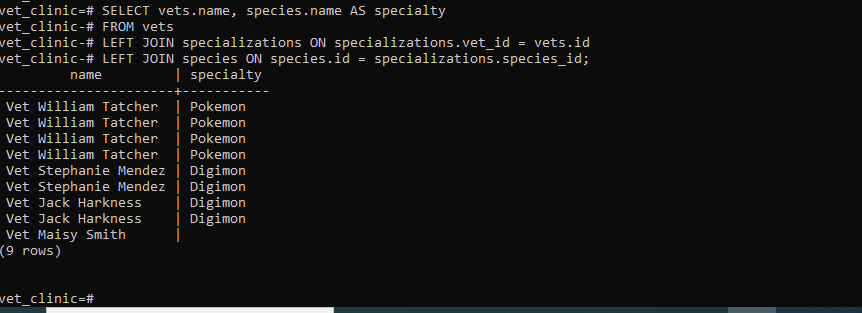 vet_clinic=# SELECT vets.name, species.name AS specialty
vet_clinic-# FROM vets
vet_clinic-# LEFT JOIN specializations ON specializations.vet_id = vets.id
vet_clinic-# LEFT JOIN species ON species.id = specializations.species_id;
         name         | specialty
----------------------+-----------
 Vet William Tatcher  | Pokemon
 Vet William Tatcher  | Pokemon
 Vet William Tatcher  | Pokemon
 Vet William Tatcher  | Pokemon
 Vet Stephanie Mendez | Digimon
 Vet Stephanie Mendez | Digimon
 Vet Jack Harkness    | Digimon
 Vet Jack Harkness    | Digimon
 Vet Maisy Smith      |
(9 rows)
vet_clinic=#